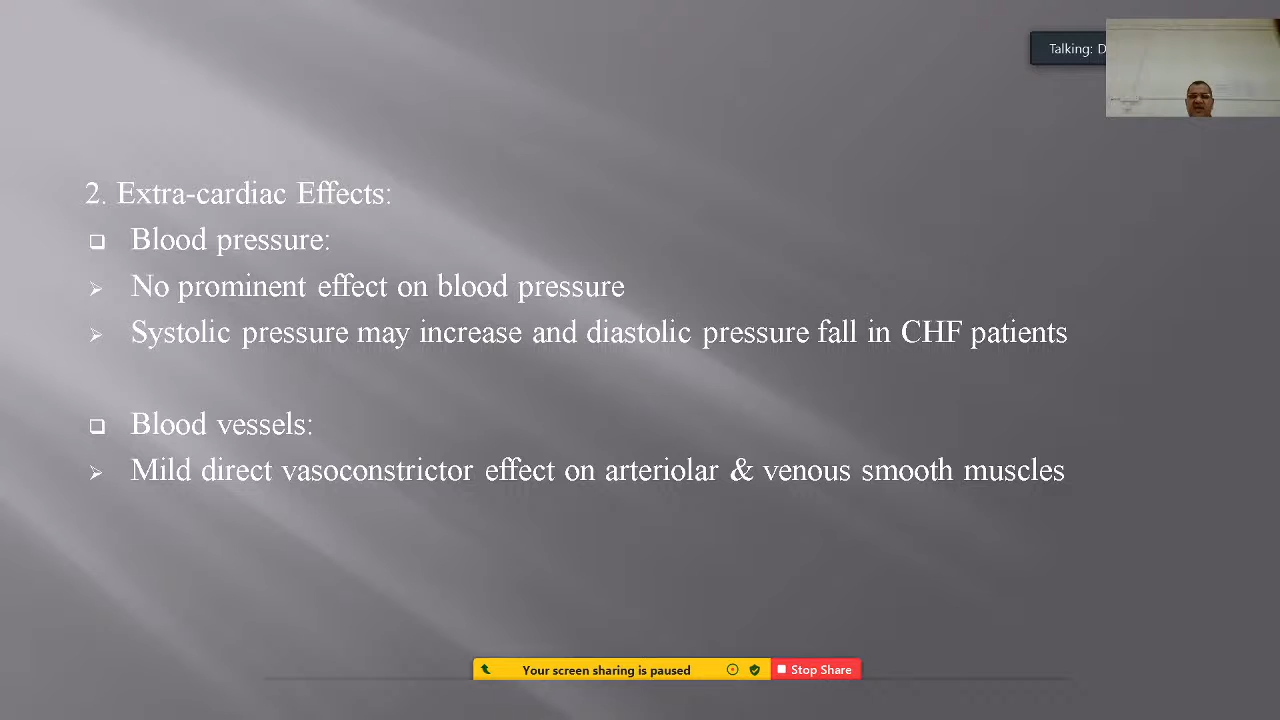 Talking: D
2. Extra-cardiac Effects:
Blood pressure:
No prominent effect on blood pressure
Systolic pressure may increase and diastolic pressure fall in CHF patients
Blood vessels:
Mild direct vasoconstrictor effect on arteriolar & venous smooth muscles
Your screen sharing is paused
Stop Share